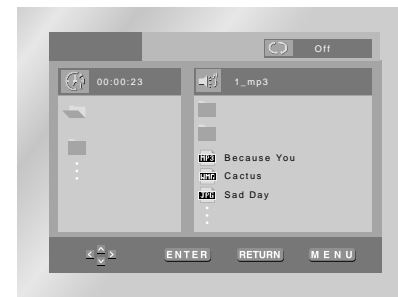 Off
00:00:23
1_mp3
MP3 Because You
WMA Cactus
JPG Sad Day
ENTER RETURN MENU